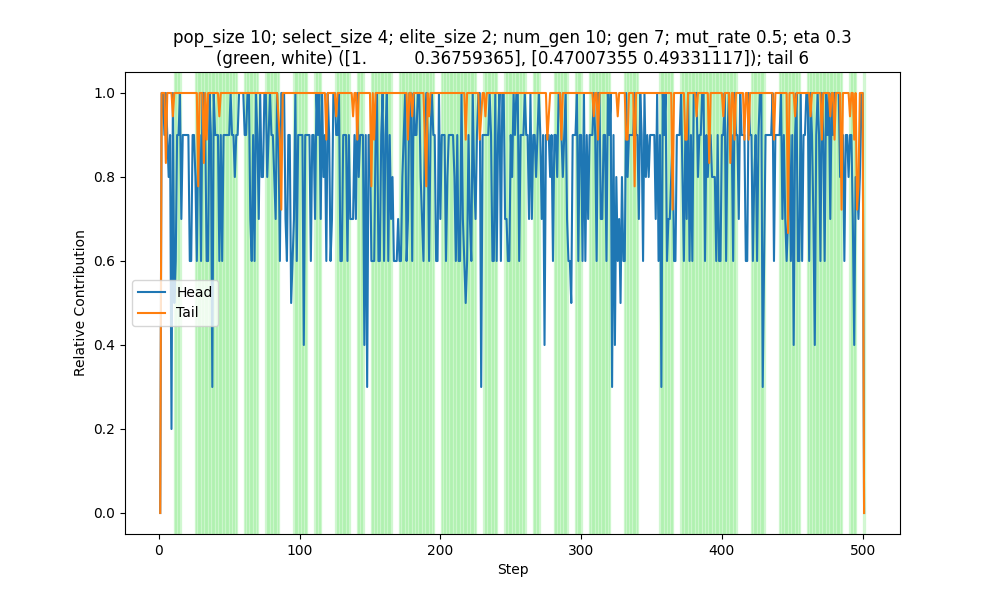 pop_size 10; select_size 4; elite_size 2; num_gen 10; gen 7; mut_rate 0.5; eta 0.3
(green, white) ([1. 0.36759365], [0.47007355 0.49331117]); tail 6
1.0
0.8
0.6
0.4
0.2
0.0
Relative Contribution
Head
Tail
0
100
200
300
400
500
Step